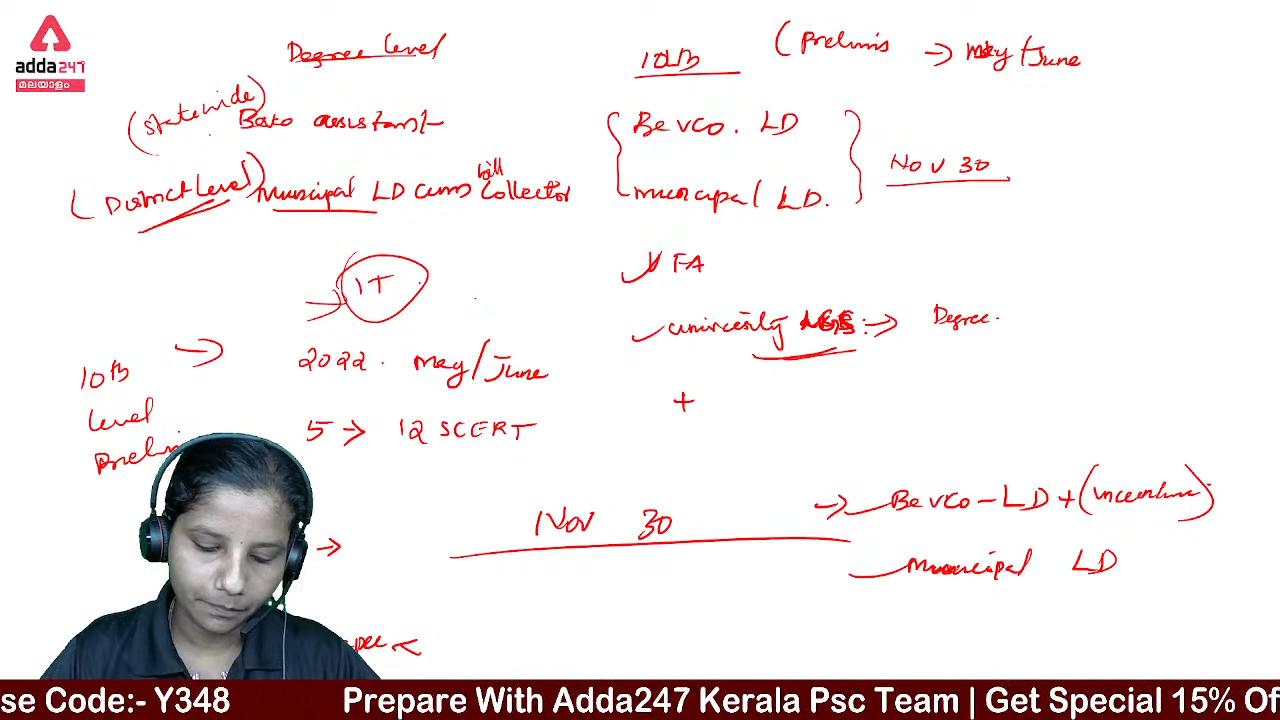 adda247
മലയാളം
Degree Level
10th
(Prelims -> May/June
(Statewide)
assistant
Bevco. LD
municipal LD.
Nov 30
(District Level) Municipal LD cum bill Collector
IT
VFA
university LGS -> Degree.
10th Level Prelim
2022. May/June
+
5 -> 12 SCERT
Nov 30
-> Bevco - LD + (incentive)
Municipal LD
se Code:- Y348
Prepare With Adda247 Kerala Psc Team | Get Special 15% Of